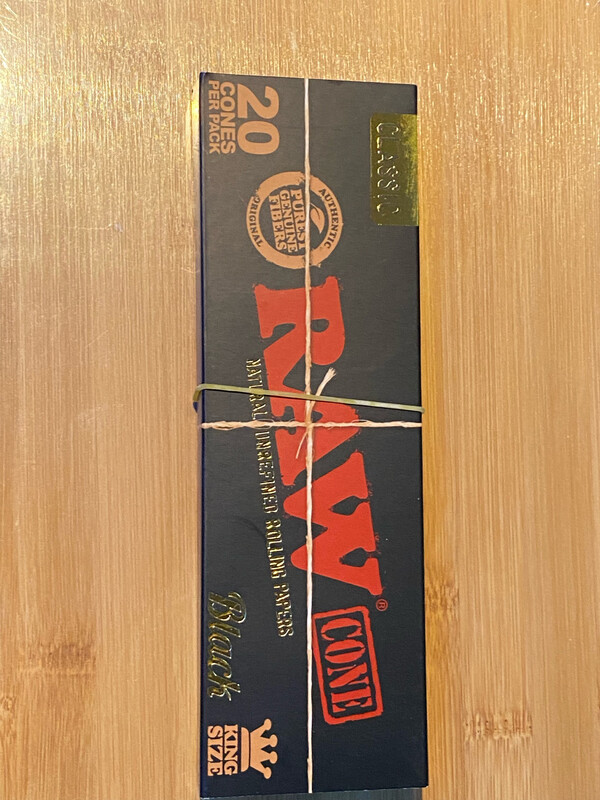 20
CONES
PER PACK
CLASSIC
AUTHENTIC
PUREST
GENUINE
FIBERS
ORIGINAL
RAW®
NATURAL UNREFINED ROLLING PAPERS
CONE
Black
KING
SIZE